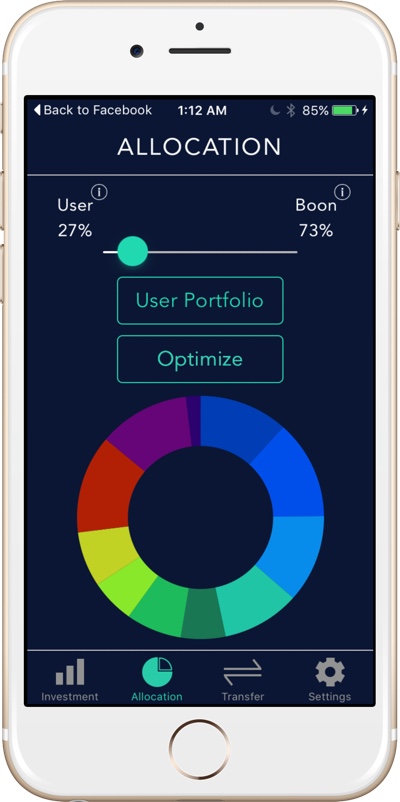 Back to Facebook 1:12 AM 85%
ALLOCATION
User i Boon i
27% 73%
User Portfolio
Optimize
Investment Allocation Transfer Settings